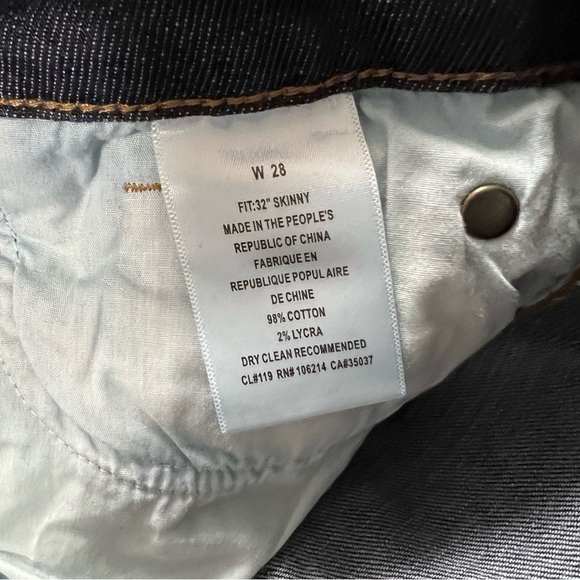 W 28
FIT:32" SKINNY
MADE IN THE PEOPLE'S
REPUBLIC OF CHINA
FABRIQUE EN
REPUBLIQUE POPULAIRE
DE CHINE
98% COTTON
2% LYCRA
DRY CLEAN RECOMMENDED
CL#119 RN# 106214 CA#35037